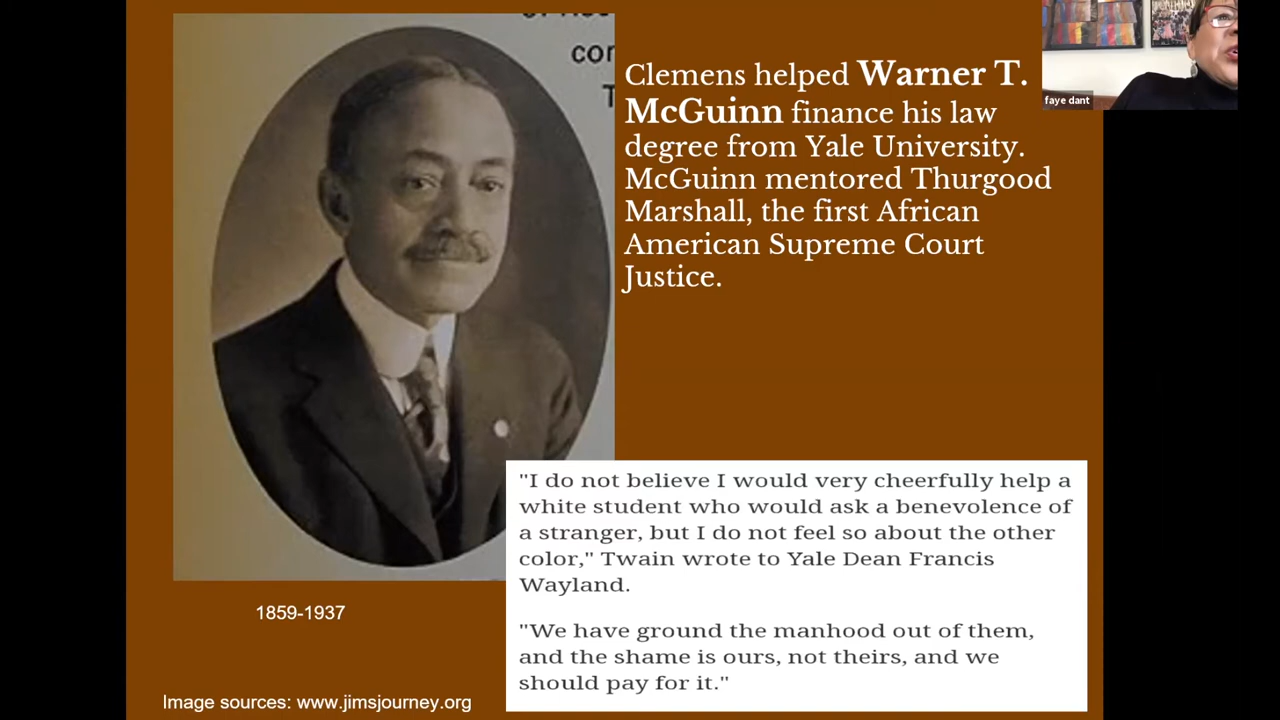 con
Clemens helped Warner T.
McGuinn finance his law
degree from Yale University.
McGuinn mentored Thurgood
Marshall, the first African
American Supreme Court
Justice.
faye dant
"I do not believe I would very cheerfully help a
white student who would ask a benevolence of
a stranger, but I do not feel so about the other
color," Twain wrote to Yale Dean Francis
Wayland.
"We have ground the manhood out of them,
and the shame is ours, not theirs, and we
should pay for it."
1859-1937
Image sources: www.jimsjourney.org